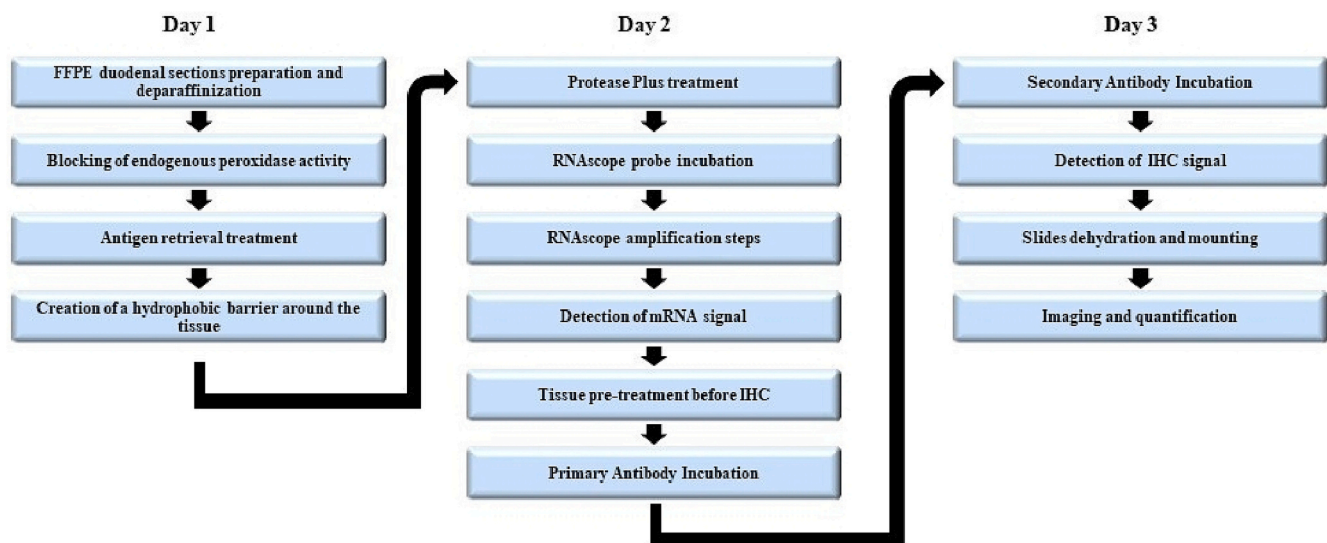 Day 1
FFPE duodenal sections preparation and
deparaffinization
Blocking of endogenous peroxidase activity
Antigen retrieval treatment
Creation of a hydrophobic barrier around the
tissue
Day 2
Protease Plus treatment
RNAscope probe incubation
RNAscope amplification steps
Detection of mRNA signal
Tissue pre-treatment before IHC
Primary Antibody Incubation
Day 3
Secondary Antibody Incubation
Detection of IHC signal
Slides dehydration and mounting
Imaging and quantification